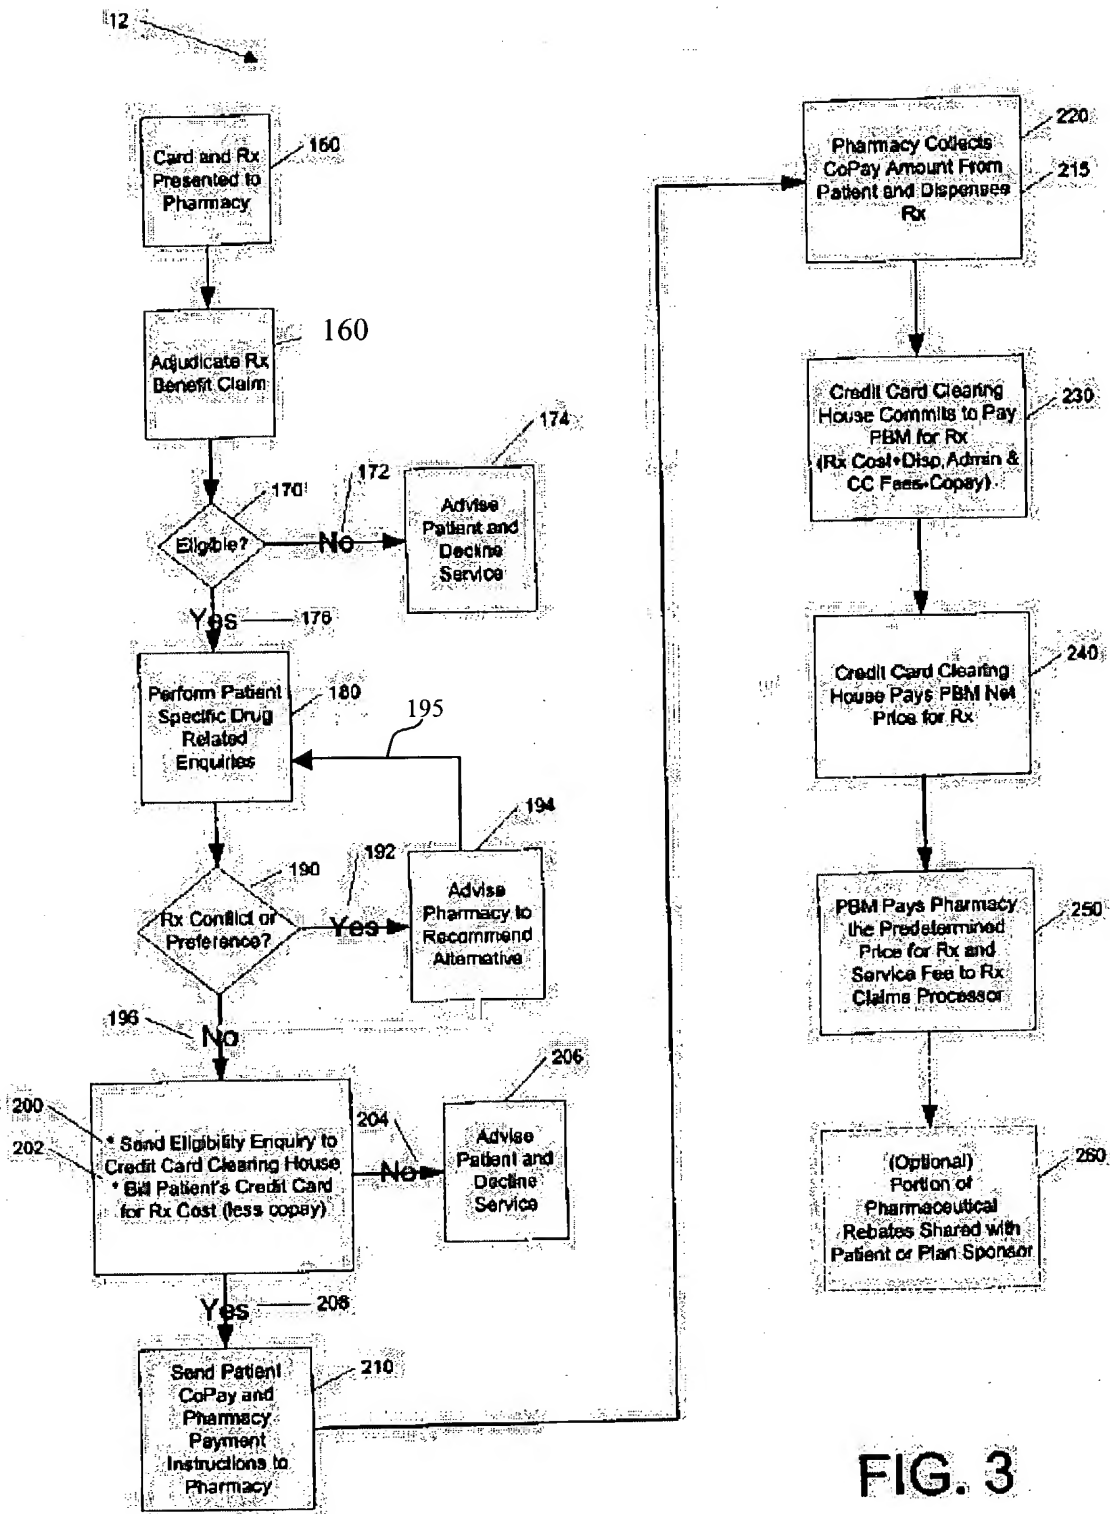 12
Card and Rx
Presented to
Pharmacy
150
Adjudicate Rx
Benefit Claim
160
170
Eligible?
172
No
174
Advise
Patient and
Decline
Service
Yes
176
Perform Patient
Specific Drug
Related
Enquiries
180
195
190
Rx Conflict or
Preference?
192
Yes
194
Advise
Pharmacy to
Recommend
Alternative
196
No
200
202
* Send Eligibility Enquiry to
Credit Card Clearing House
* Bill Patient's Credit Card
for Rx Cost (less copay)
204
No
206
Advise
Patient and
Decline
Service
Yes
208
Send Patient
CoPay and
Pharmacy
Payment
Instructions to
Pharmacy
210
Pharmacy Collects
CoPay Amount From
Patient and Dispenses
Rx
220
215
Credit Card Clearing
House Commits to Pay
PBM for Rx
(Rx Cost+Disp,Admin &
CC Fees-Copay)
230
Credit Card Clearing
House Pays PBM Net
Price for Rx
240
PBM Pays Pharmacy
the Predetermined
Price for Rx and
Service Fee to Rx
Claims Processor
250
(Optional)
Portion of
Pharmaceutical
Rebates Shared with
Patient or Plan Sponsor
260
FIG. 3